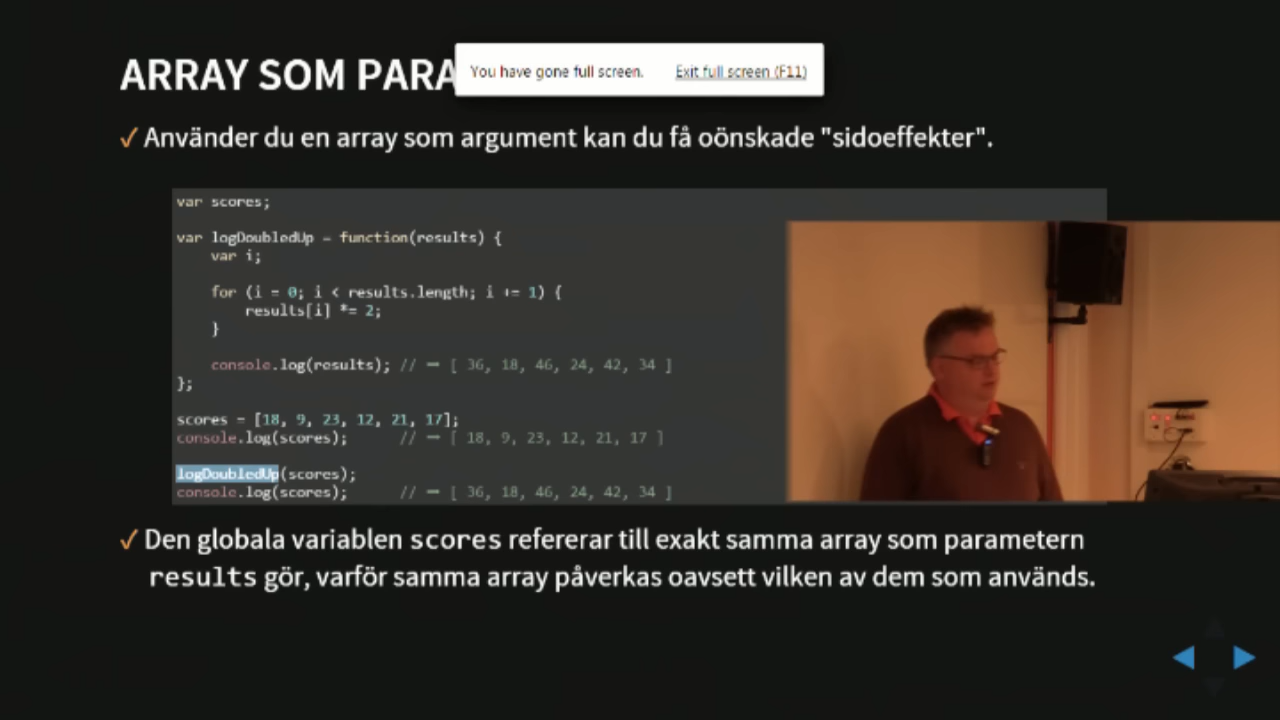 ARRAY SOM PARA
You have gone full screen. Exit full screen (F11)
✓ Använder du en array som argument kan du få oönskade "sidoeffekter".
var scores;
var logDoubledUp = function(results) {
var i;
for (i = 0; i < results.length; i += 1) {
results[i] *= 2;
}
console.log(results); // ➞ [ 36, 18, 46, 24, 42, 34 ]
};
scores = [18, 9, 23, 12, 21, 17];
console.log(scores); // ➞ [ 18, 9, 23, 12, 21, 17 ]
logDoubledUp(scores);
console.log(scores); // ➞ [ 36, 18, 46, 24, 42, 34 ]
✓ Den globala variablen scores refererar till exakt samma array som parametern
results gör, varför samma array påverkas oavsett vilken av dem som används.